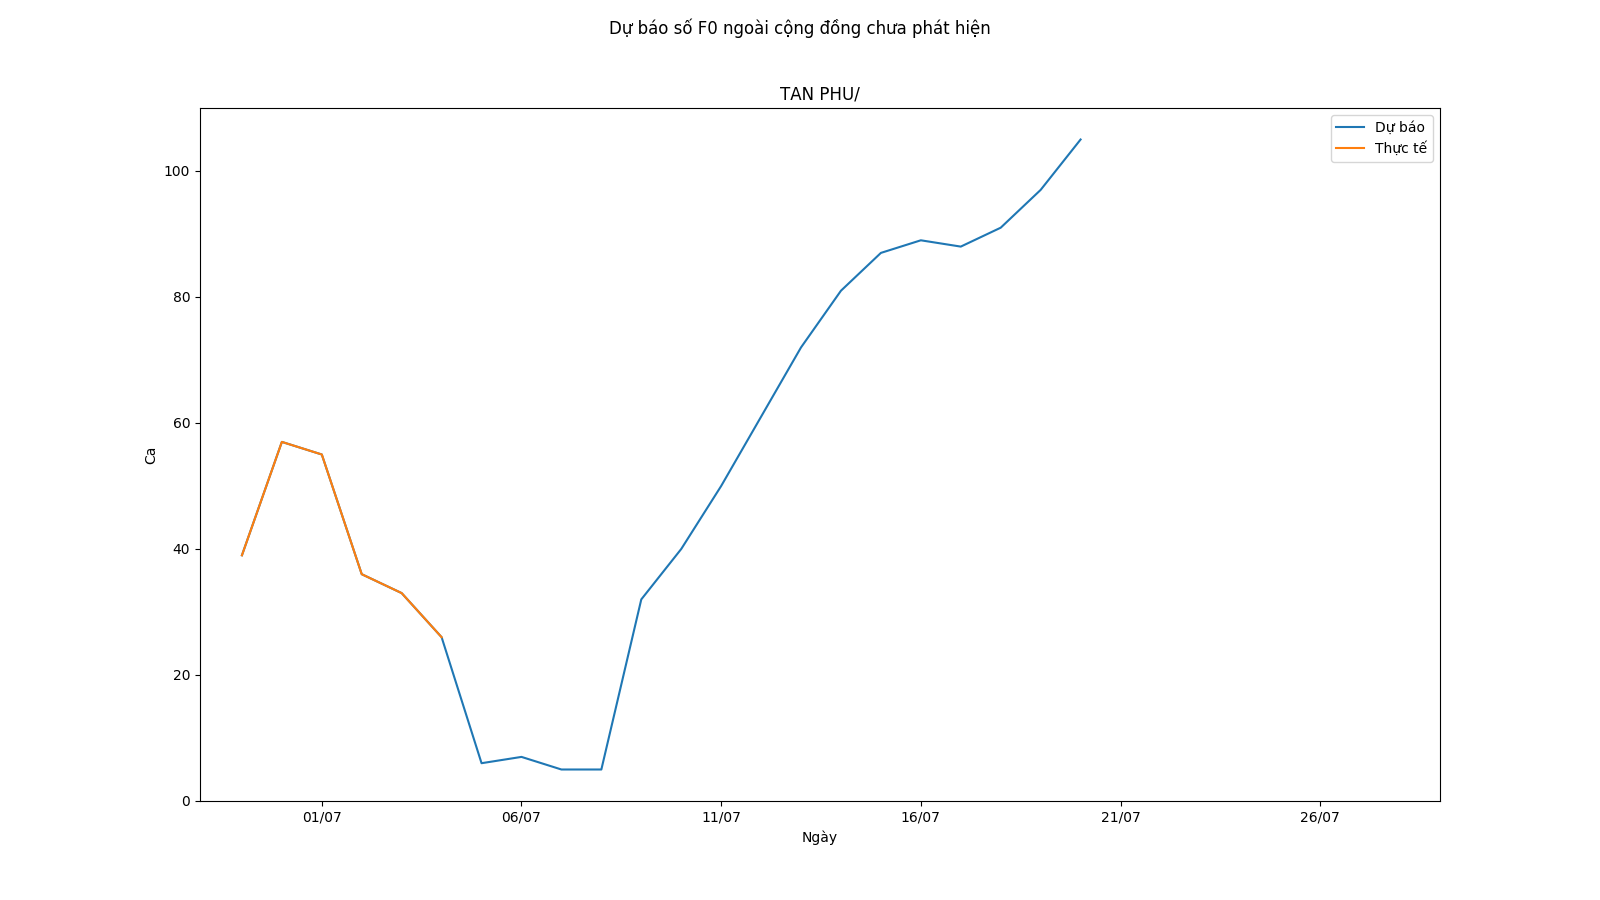 Dự báo số F0 ngoài cộng đồng chưa phát hiện
TAN PHU/
Dự báo
Thực tế
100
80
60
40
20
0
Ca
01/07
06/07
11/07
16/07
21/07
26/07
Ngày